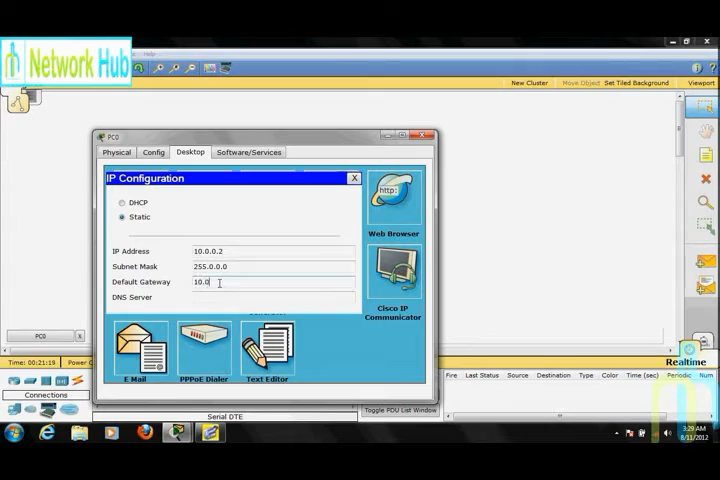 Network Hub
Help
New Cluster
Move Object
Set Tiled Background
Viewport
PC0
Physical
Config
Desktop
Software/Services
IP Configuration
X
DHCP
Static
IP Address
10.0.0.2
Subnet Mask
255.0.0.0
Default Gateway
10.0
DNS Server
http:
Web Browser
Cisco IP
Communicator
E Mail
PPPoE Dialer
Text Editor
PC0
X
Time: 00:21:19
Power C
Realtime
Connections
Serial DTE
Fire
Last Status
Source
Destination
Type
Color
Time (sec)
Periodic
Num
Toggle PDU List Window
3:29 AM
8/11/2012